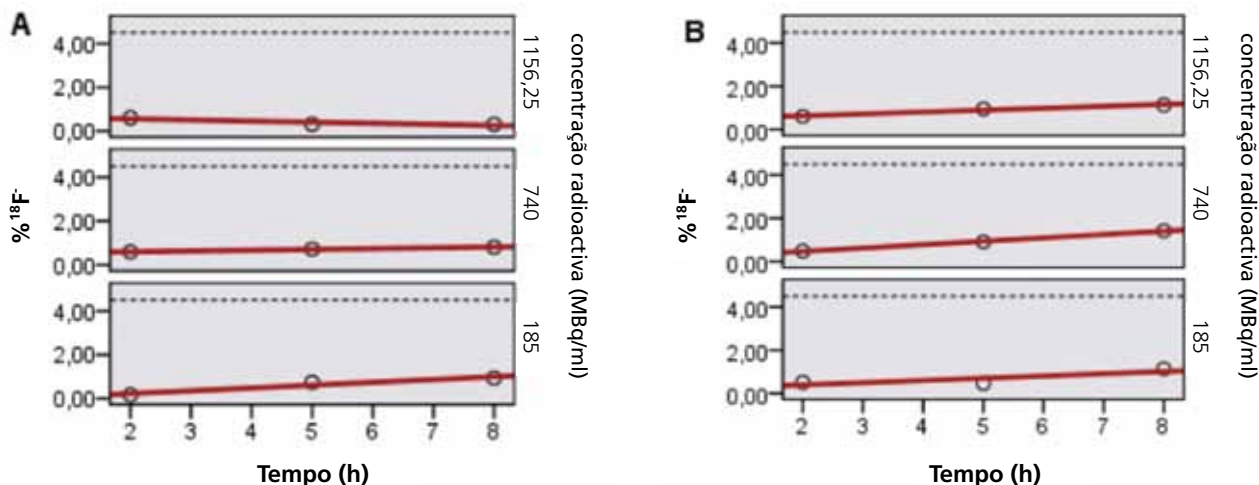 A
% ¹⁸F⁻
4,00
2,00
0,00
1156,25
4,00
2,00
0,00
740
4,00
2,00
0,00
185
2 3 4 5 6 7 8
Tempo (h)
concentração radioactiva (MBq/ml)
B
% ¹⁸F⁻
4,00
2,00
0,00
1156,25
4,00
2,00
0,00
740
4,00
2,00
0,00
185
2 3 4 5 6 7 8
Tempo (h)
concentração radioactiva (MBq/ml)